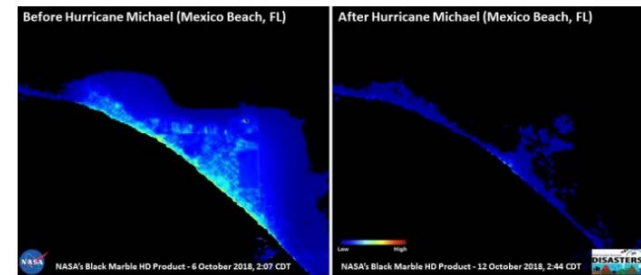 Before Hurricane Michael (Mexico Beach, FL)
After Hurricane Michael (Mexico Beach, FL)
Low
High
NASA
NASA's Black Marble HD Product - 6 October 2018, 2:07 CDT
NASA's Black Marble HD Product - 12 October 2018, 2:44 CDT
DISASTERS